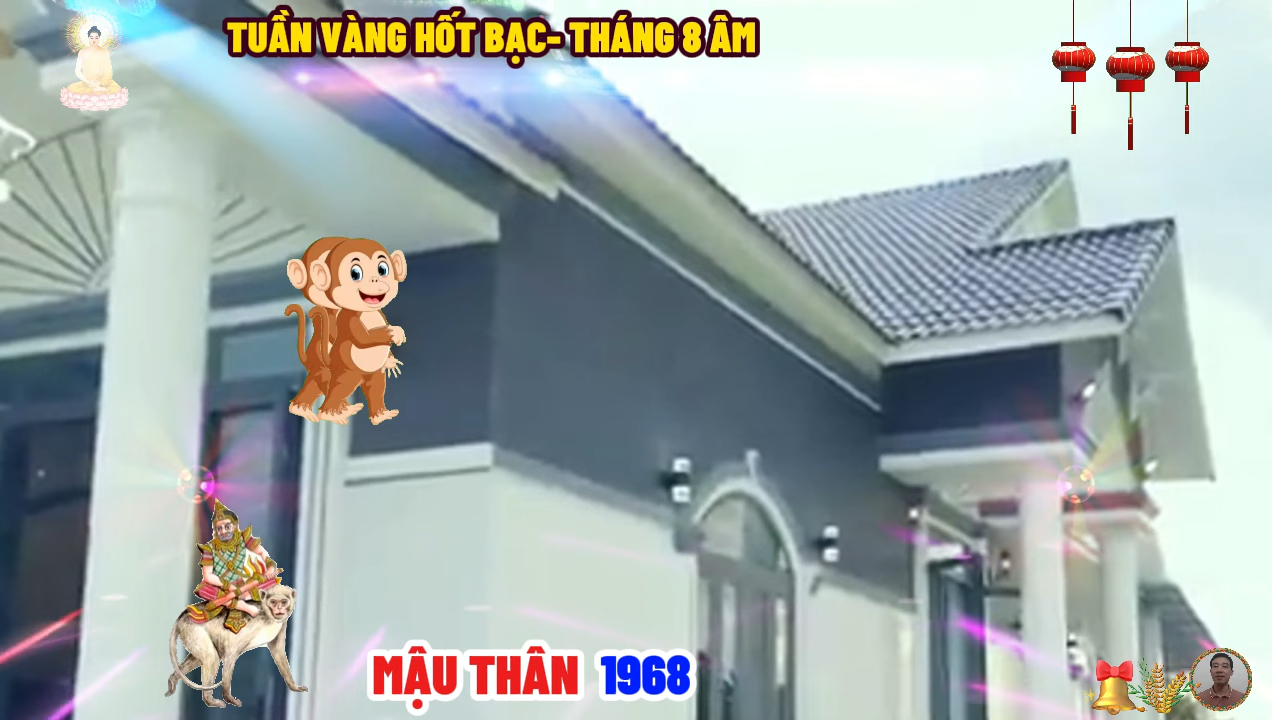 TUẦN VÀNG HỐT BẠC- THÁNG 8 ÂM
MẬU THÂN 1968